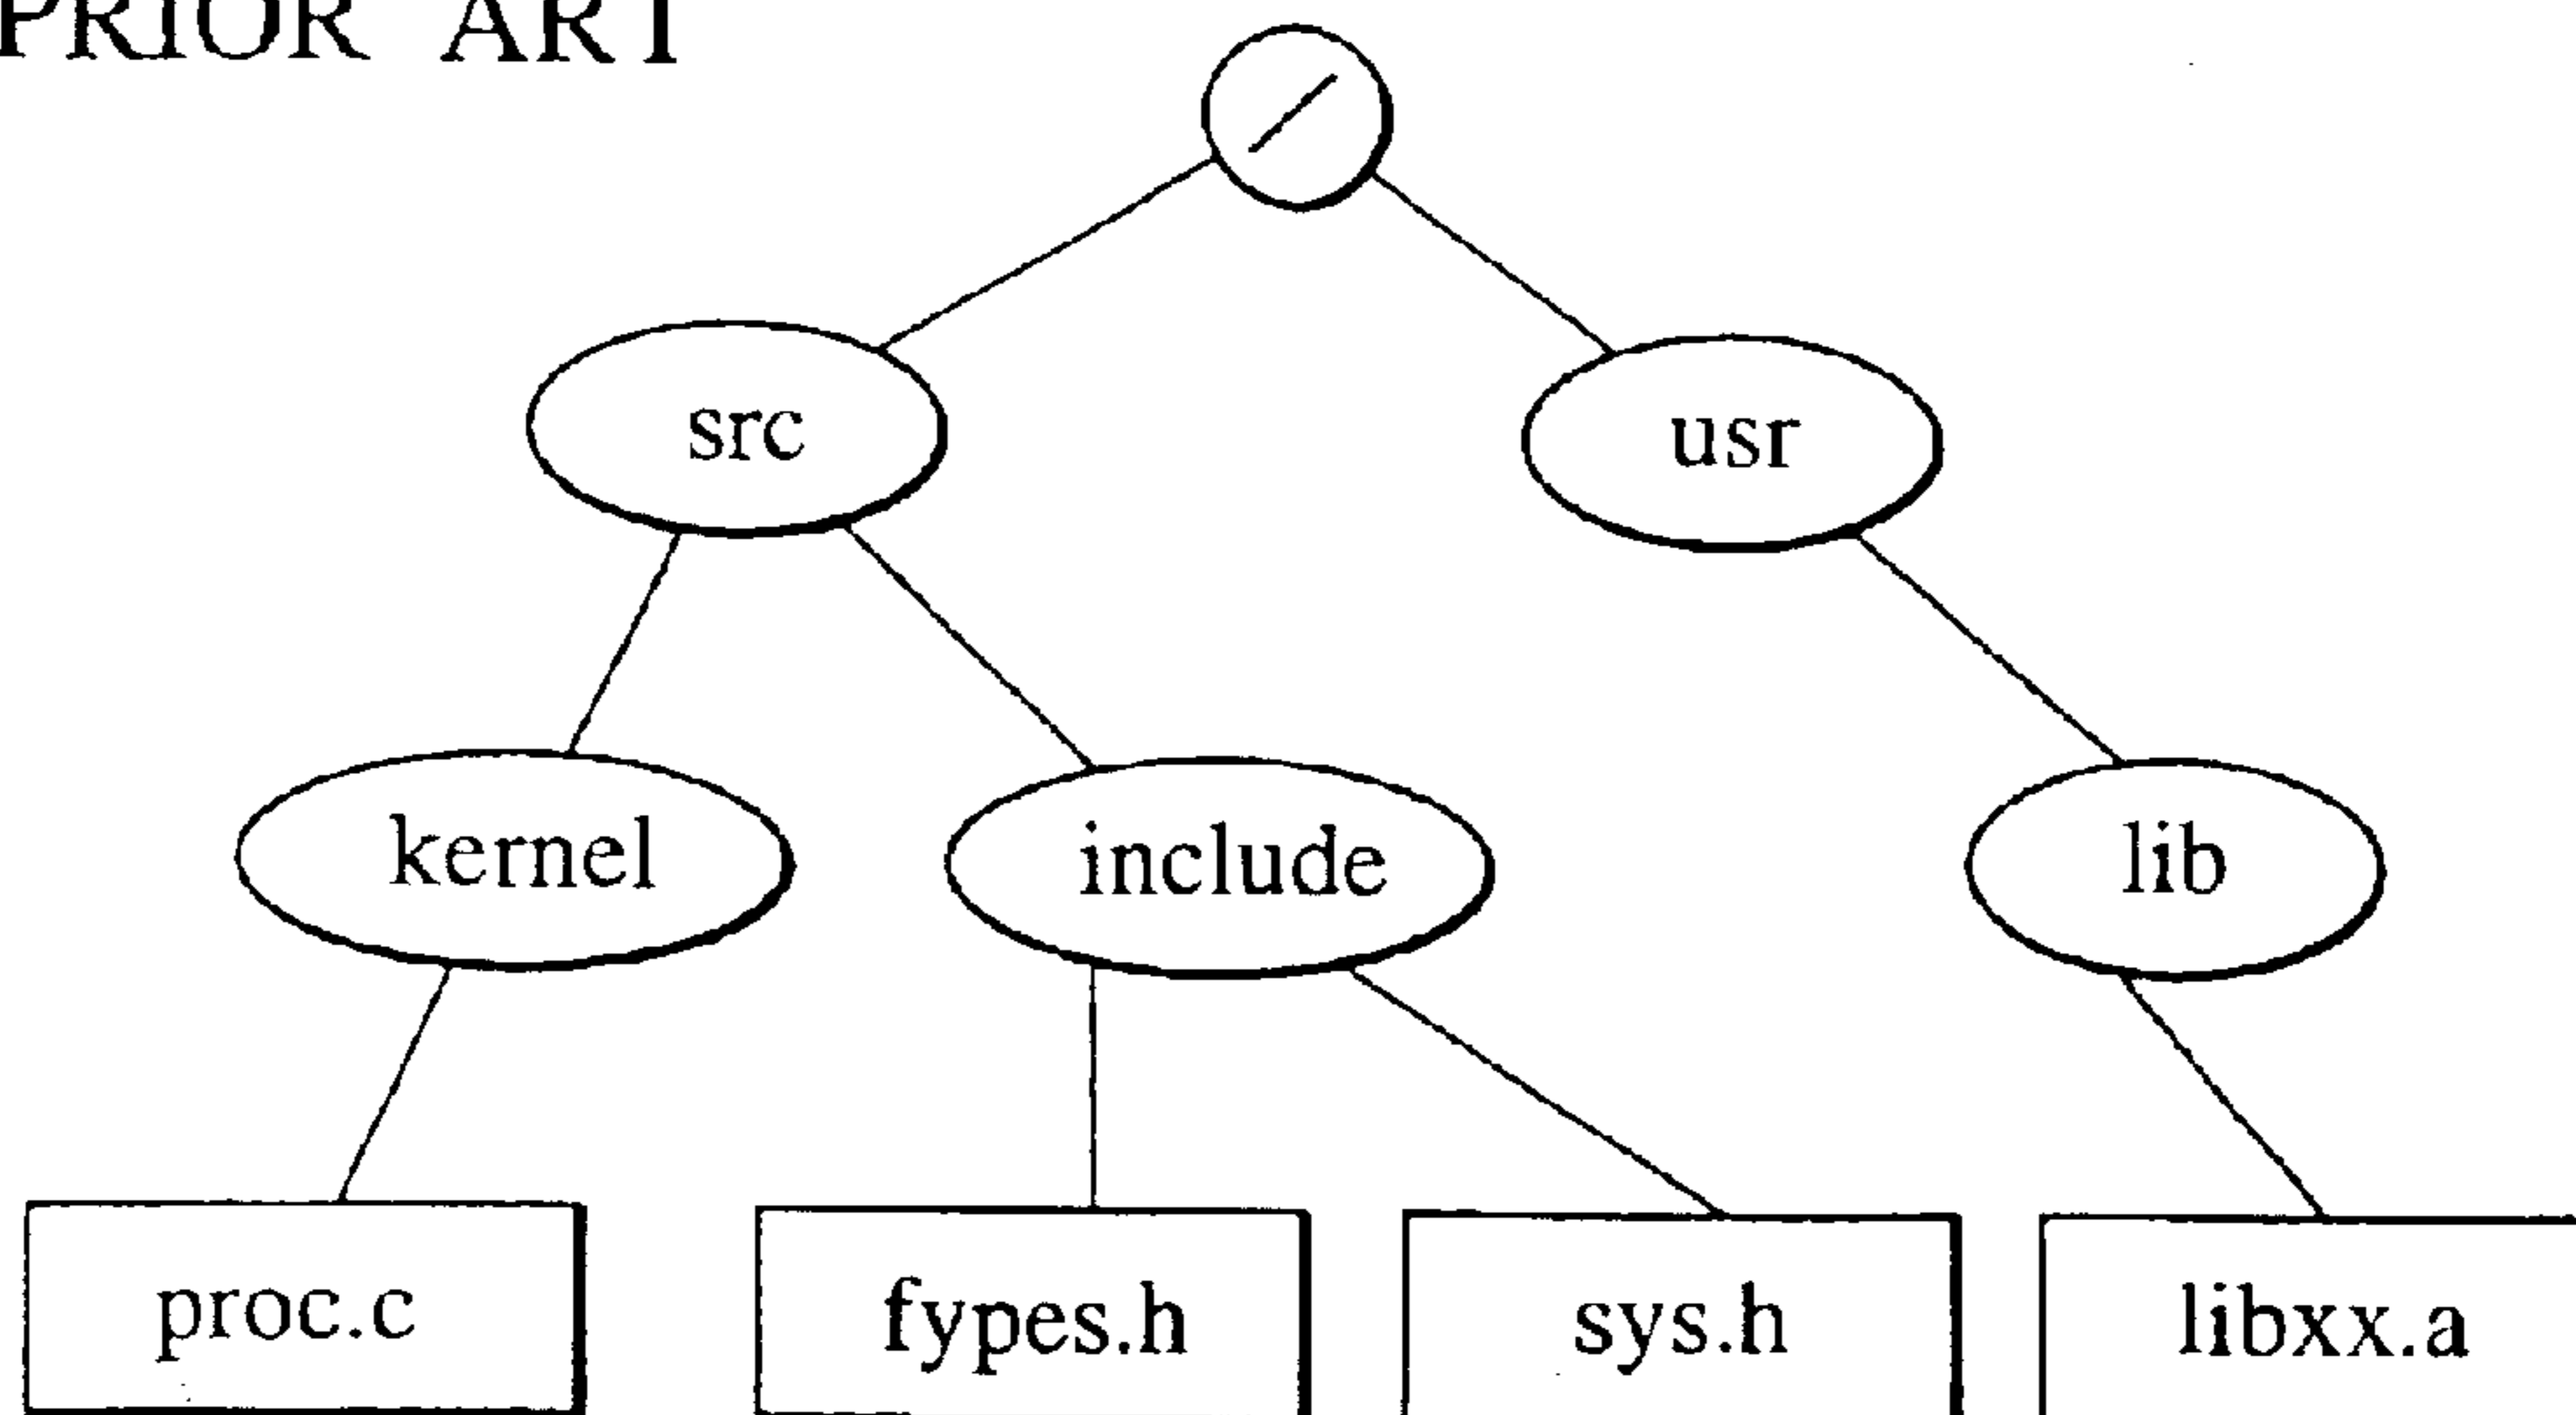 PRIOR ART
/
src usr
kernel include lib
proc.c fypes.h sys.h libxx.a